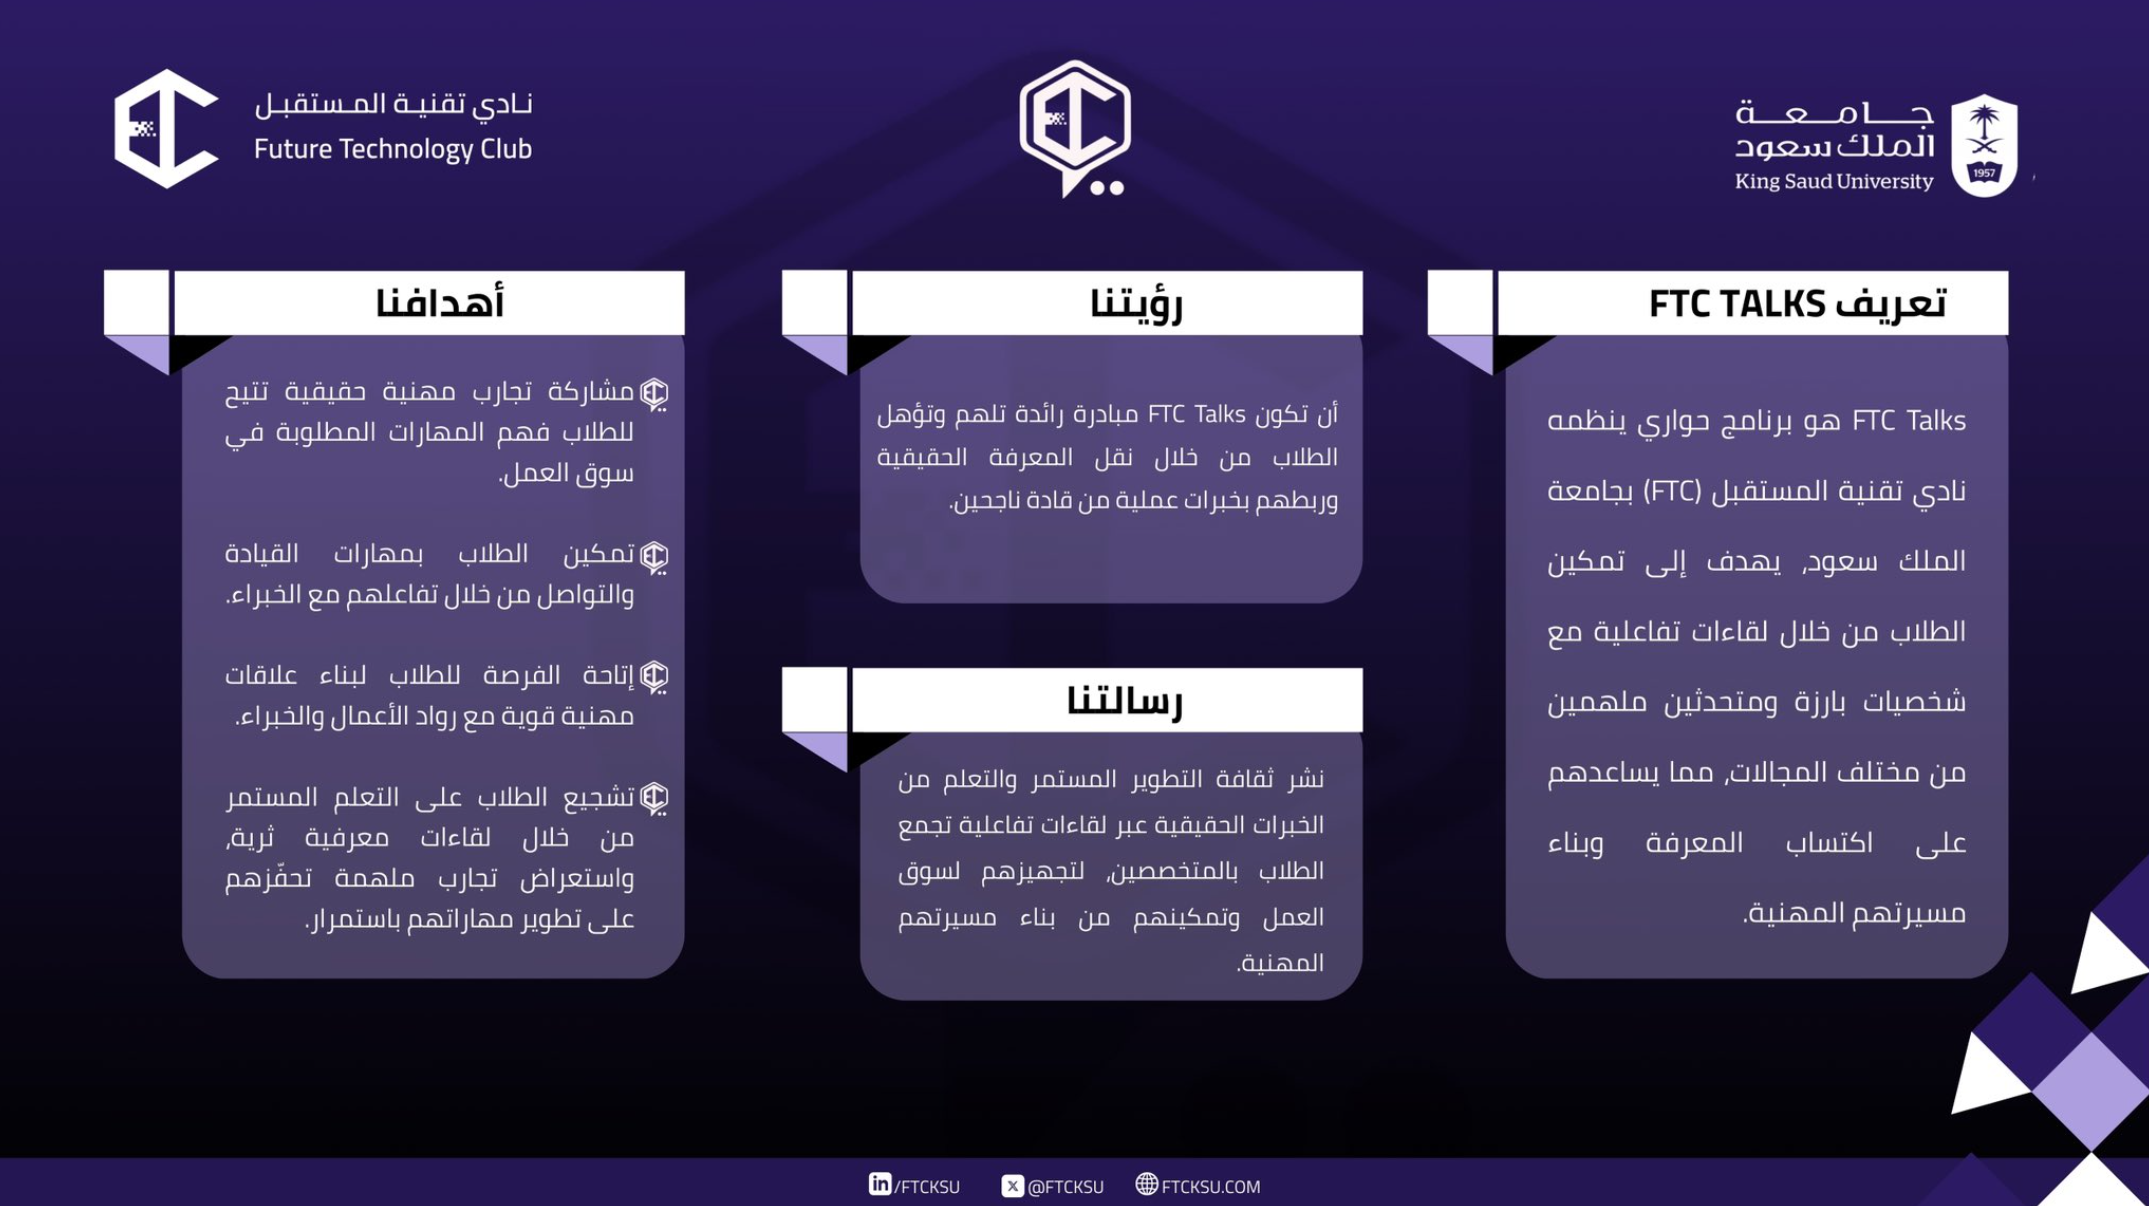 جامعة
الملك سعود
King Saud University
1957
نادي تقنية المستقبل
Future Technology Club
تعريف FTC TALKS
FTC Talks هو برنامج حواري ينظمه
نادي تقنية المستقبل (FTC) بجامعة
الملك سعود، يهدف إلى تمكين
الطلاب من خلال لقاءات تفاعلية مع
شخصيات بارزة ومتحدثين ملهمين
من مختلف المجالات، مما يساعدهم
على اكتساب المعرفة وبناء
مسيرتهم المهنية.
رؤيتنا
أن تكون FTC Talks مبادرة رائدة تلهم وتؤهل
الطلاب من خلال نقل المعرفة الحقيقية
وربطهم بخبرات عملية من قادة ناجحين.
رسالتنا
نشر ثقافة التطوير المستمر والتعلم من
الخبرات الحقيقية عبر لقاءات تفاعلية تجمع
الطلاب بالمتخصصين، لتجهيزهم لسوق
العمل وتمكينهم من بناء مسيرتهم
المهنية.
أهدافنا
مشاركة تجارب مهنية حقيقية تتيح
للطلاب فهم المهارات المطلوبة في
سوق العمل.
تمكين الطلاب بمهارات القيادة
والتواصل من خلال تفاعلهم مع الخبراء.
إتاحة الفرصة للطلاب لبناء علاقات
مهنية قوية مع رواد الأعمال والخبراء.
تشجيع الطلاب على التعلم المستمر
من خلال لقاءات معرفية ثرية،
واستعراض تجارب ملهمة تحفّزهم
على تطوير مهاراتهم باستمرار.
/FTCKSU
@FTCKSU
FTCKSU.COM